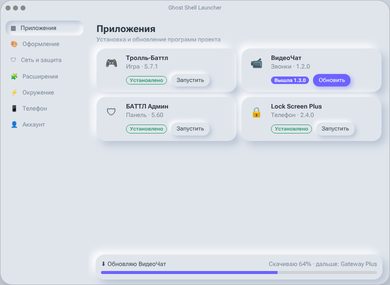 Ghost Shell Launcher
Приложения
Оформление
Сеть и защита
Расширения
Окружение
Телефон
Аккаунт
Приложения
Установка и обновление программ проекта
Тролль-Баттл
Игра · 5.7.1
Установлено
Запустить
ВидеоЧат
Звонки · 1.2.0
Вышла 1.3.0
Обновить
БАТТЛ Админ
Панель · 5.60
Установлено
Запустить
Lock Screen Plus
Телефон · 2.4.0
Установлено
Запустить
⬇ Обновляю ВидеоЧат
Скачиваю 64% · дальше: Gateway Plus